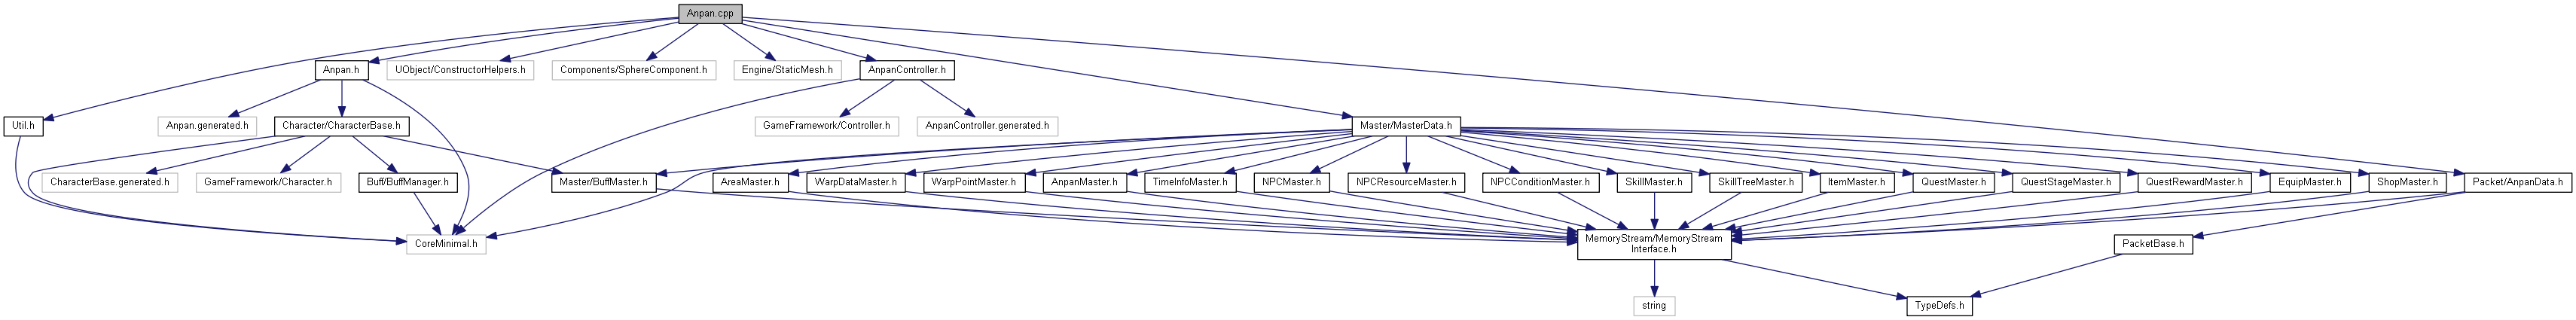 Anpan.cpp
Anpan.h
UObject/ConstructorHelpers.h
Components/SphereComponent.h
Engine/StaticMesh.h
AnpanController.h
Util.h
Anpan.generated.h
Character/CharacterBase.h
GameFramework/Controller.h
AnpanController.generated.h
Master/MasterData.h
CharacterBase.generated.h
GameFramework/Character.h
Buff/BuffManager.h
Master/BuffMaster.h
AreaMaster.h
WarpDataMaster.h
WarpPointMaster.h
AnpanMaster.h
TimeInfoMaster.h
NPCMaster.h
NPCResourceMaster.h
NPCConditionMaster.h
SkillMaster.h
SkillTreeMaster.h
ItemMaster.h
QuestMaster.h
QuestStageMaster.h
QuestRewardMaster.h
EquipMaster.h
ShopMaster.h
Packet/AnpanData.h
CoreMinimal.h
MemoryStream/MemoryStream
Interface.h
PacketBase.h
string
TypeDefs.h